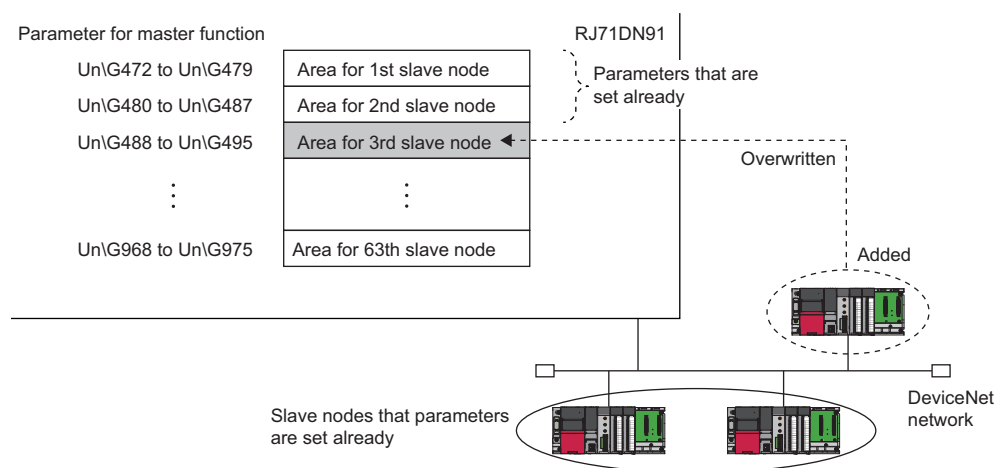 Parameter for master function
RJ71DN91
Un\G472 to Un\G479
Area for 1st slave node
Un\G480 to Un\G487
Area for 2nd slave node
Parameters that are
set already
Un\G488 to Un\G495
Area for 3rd slave node
Overwritten
Un\G968 to Un\G975
Area for 63th slave node
Added
DeviceNet
network
Slave nodes that parameters
are set already